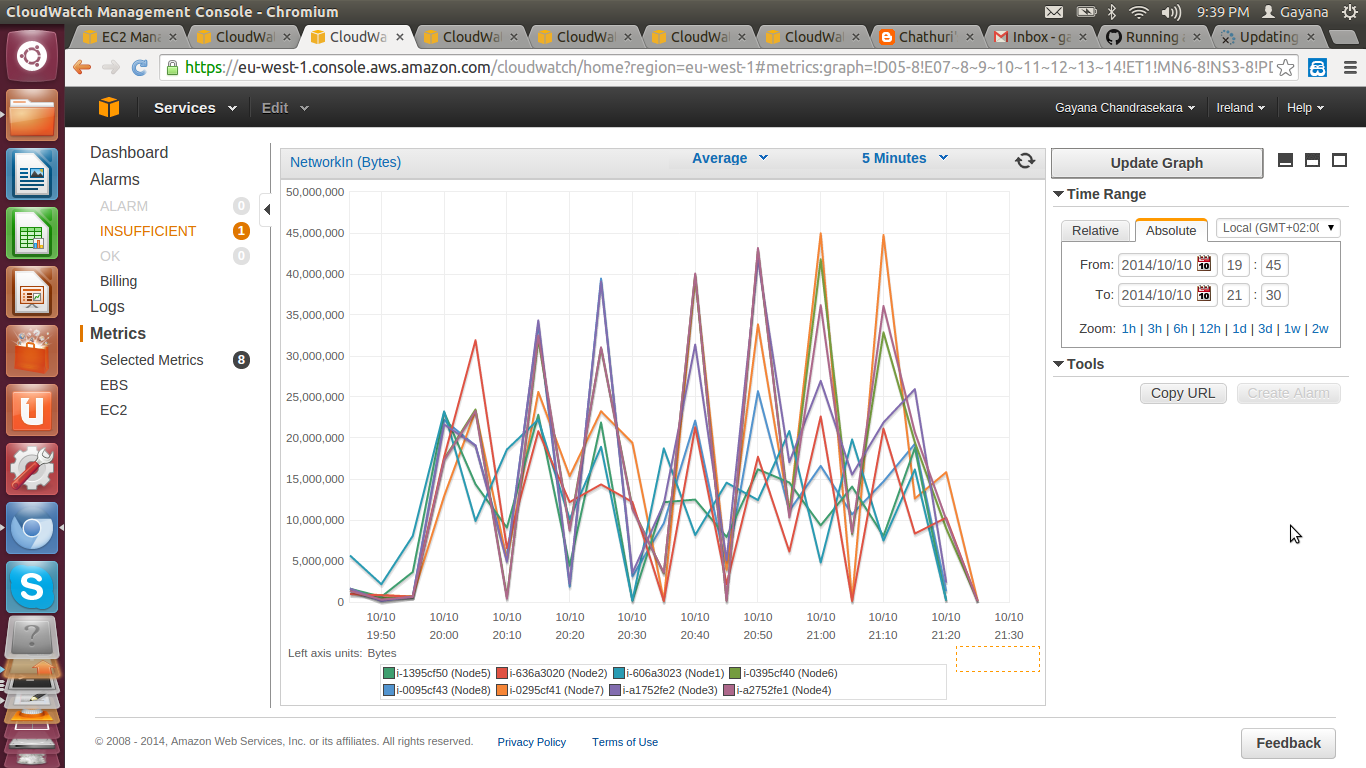 CloudWatch Management Console - Chromium
9:39 PM Gayana
EC2 Man
CloudWat
CloudWa
CloudWat
CloudWat
CloudWat
CloudWat
Chathuri'
Inbox - ga
Running a
Updating
https://eu-west-1.console.aws.amazon.com/cloudwatch/home?region=eu-west-1#metrics:graph=!D05-8!E07~8~9~10~11~12~13~14!ET1!MN6-8!NS3-8!PD
Services Edit Gayana Chandrasekara Ireland Help
Dashboard
Alarms
ALARM 0
INSUFFICIENT 1
OK 0
Billing
Logs
Metrics
Selected Metrics 8
EBS
EC2
NetworkIn (Bytes) Average 5 Minutes
50,000,000
45,000,000
40,000,000
35,000,000
30,000,000
25,000,000
20,000,000
15,000,000
10,000,000
5,000,000
0
10/10 10/10 10/10 10/10 10/10 10/10 10/10 10/10 10/10 10/10 10/10
19:50 20:00 20:10 20:20 20:30 20:40 20:50 21:00 21:10 21:20 21:30
Left axis units: Bytes
i-1395cf50 (Node5) i-636a3020 (Node2) i-606a3023 (Node1) i-0395cf40 (Node6)
i-0095cf43 (Node8) i-0295cf41 (Node7) i-a1752fe2 (Node3) i-a2752fe1 (Node4)
Update Graph
Time Range
Relative Absolute Local (GMT+02:00
From: 2014/10/10 10 19 : 45
To: 2014/10/10 10 21 : 30
Zoom: 1h | 3h | 6h | 12h | 1d | 3d | 1w | 2w
Tools
Copy URL Create Alarm
© 2008 - 2014, Amazon Web Services, Inc. or its affiliates. All rights reserved. Privacy Policy Terms of Use
Feedback